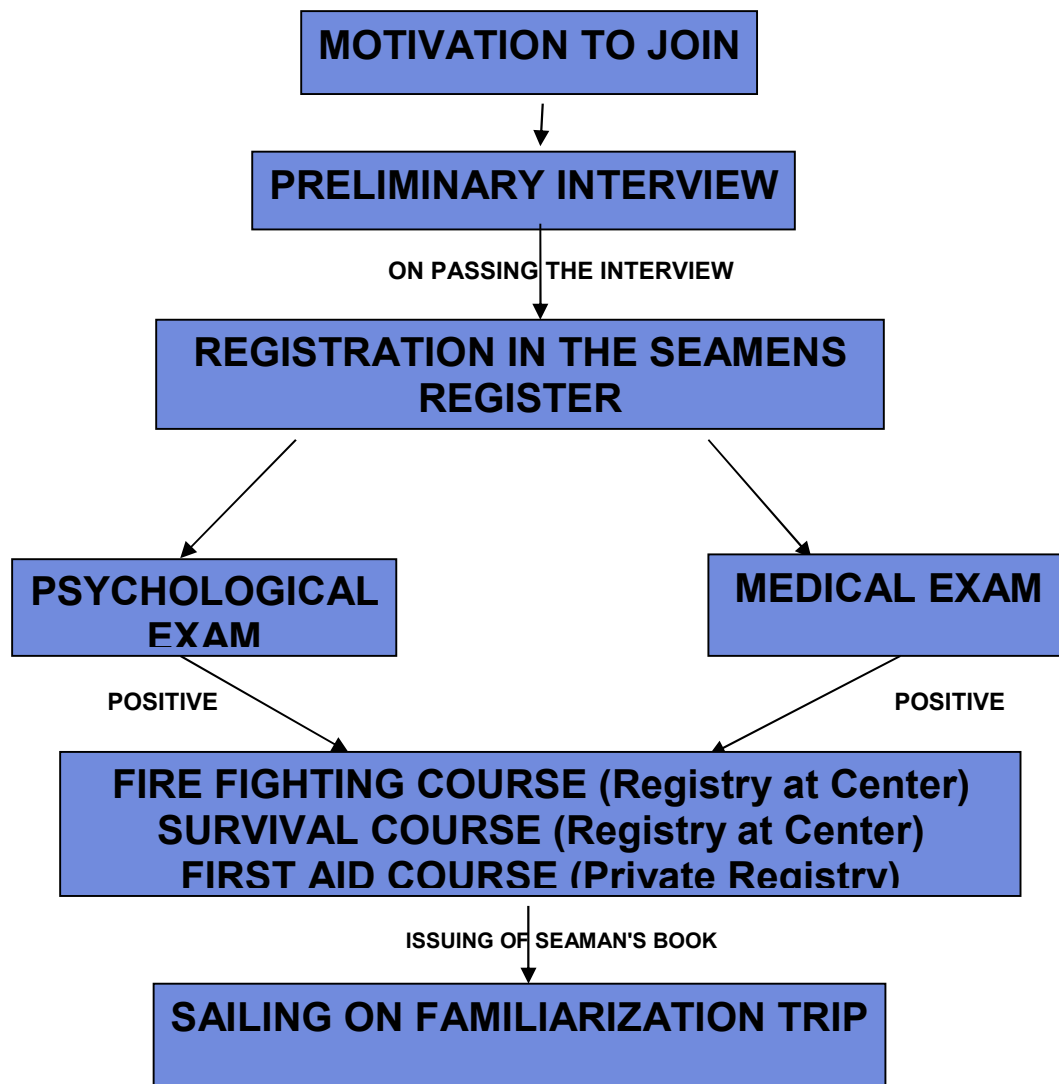 MOTIVATION TO JOIN
PRELIMINARY INTERVIEW
ON PASSING THE INTERVIEW
REGISTRATION IN THE SEAMENS
REGISTER
PSYCHOLOGICAL
EXAM
MEDICAL EXAM
POSITIVE
POSITIVE
FIRE FIGHTING COURSE (Registry at Center)
SURVIVAL COURSE (Registry at Center)
FIRST AID COURSE (Private Registry)
ISSUING OF SEAMAN'S BOOK
SAILING ON FAMILIARIZATION TRIP